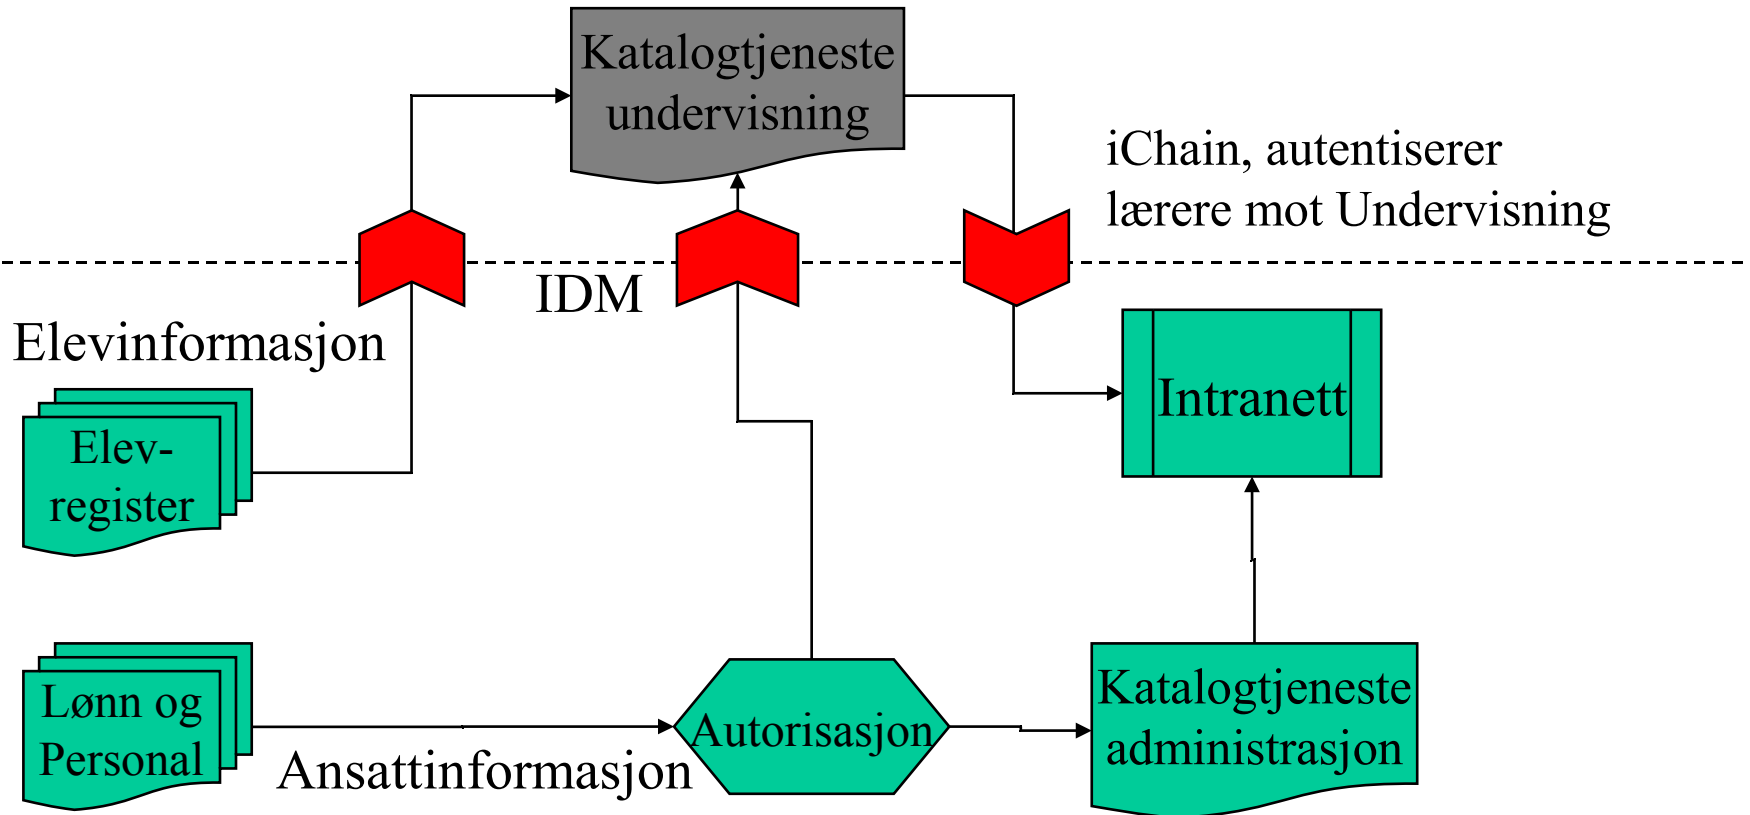 Katalogtjeneste
undervisning
iChain, autentiserer
lærere mot Undervisning
IDM
Elevinformasjon
Elev-
register
Intranett
Lønn og
Personal
Ansattinformasjon
Autorisasjon
Katalogtjeneste
administrasjon